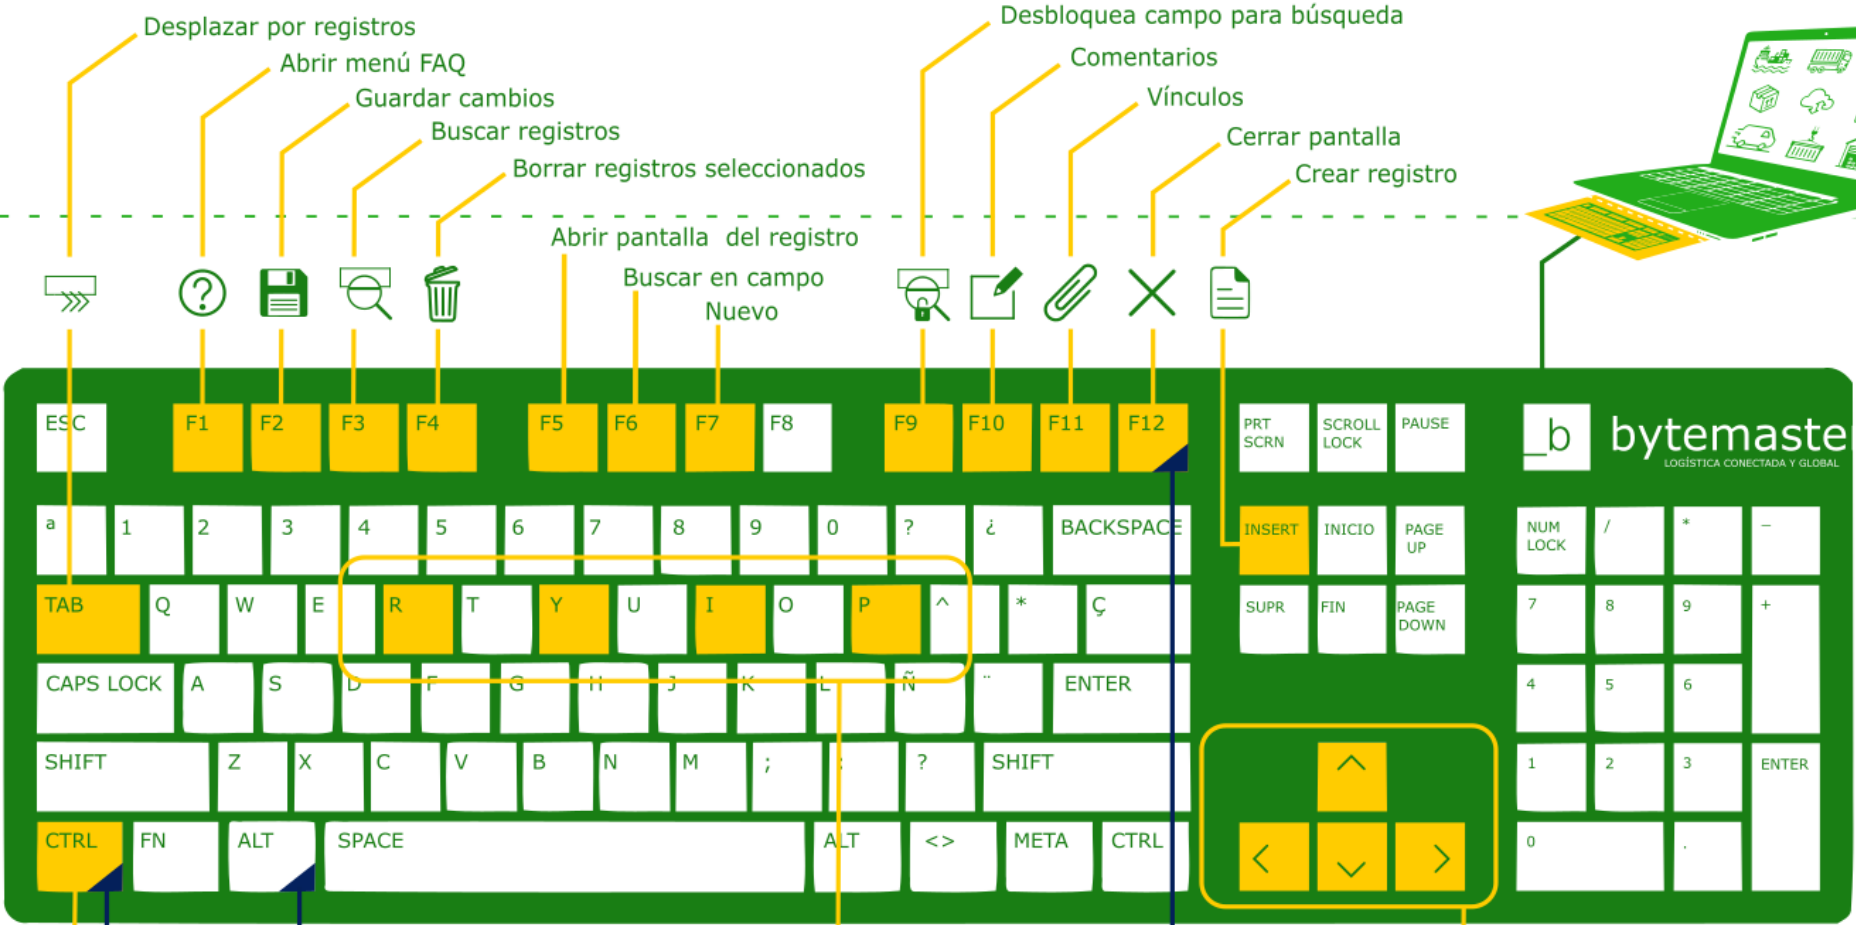 Desplazar por registros
Abrir menú FAQ
Guardar cambios
Buscar registros
Borrar registros seleccionados
Abrir pantalla del registro
Buscar en campo
Nuevo
Desbloquea campo para búsqueda
Comentarios
Vínculos
Cerrar pantalla
Crear registro
ESC F1 F2 F3 F4 F5 F6 F7 F8 F9 F10 F11 F12
PRT
SCRN
SCROLL
LOCK
PAUSE
_b bytemaster
LOGÍSTICA CONECTADA Y GLOBAL
a 1 2 3 4 5 6 7 8 9 0 ? ¿ BACKSPACE
INSERT INICIO PAGE
UP
NUM
LOCK
/ * −
TAB Q W E R T Y U I O P ^ * Ç
SUPR FIN PAGE
DOWN
7 8 9 +
CAPS LOCK A S D F G H J K L Ñ ¨ ENTER
4 5 6
SHIFT Z X C V B N M ; : ? SHIFT
1 2 3 ENTER
CTRL FN ALT SPACE ALT <> META CTRL
0 .